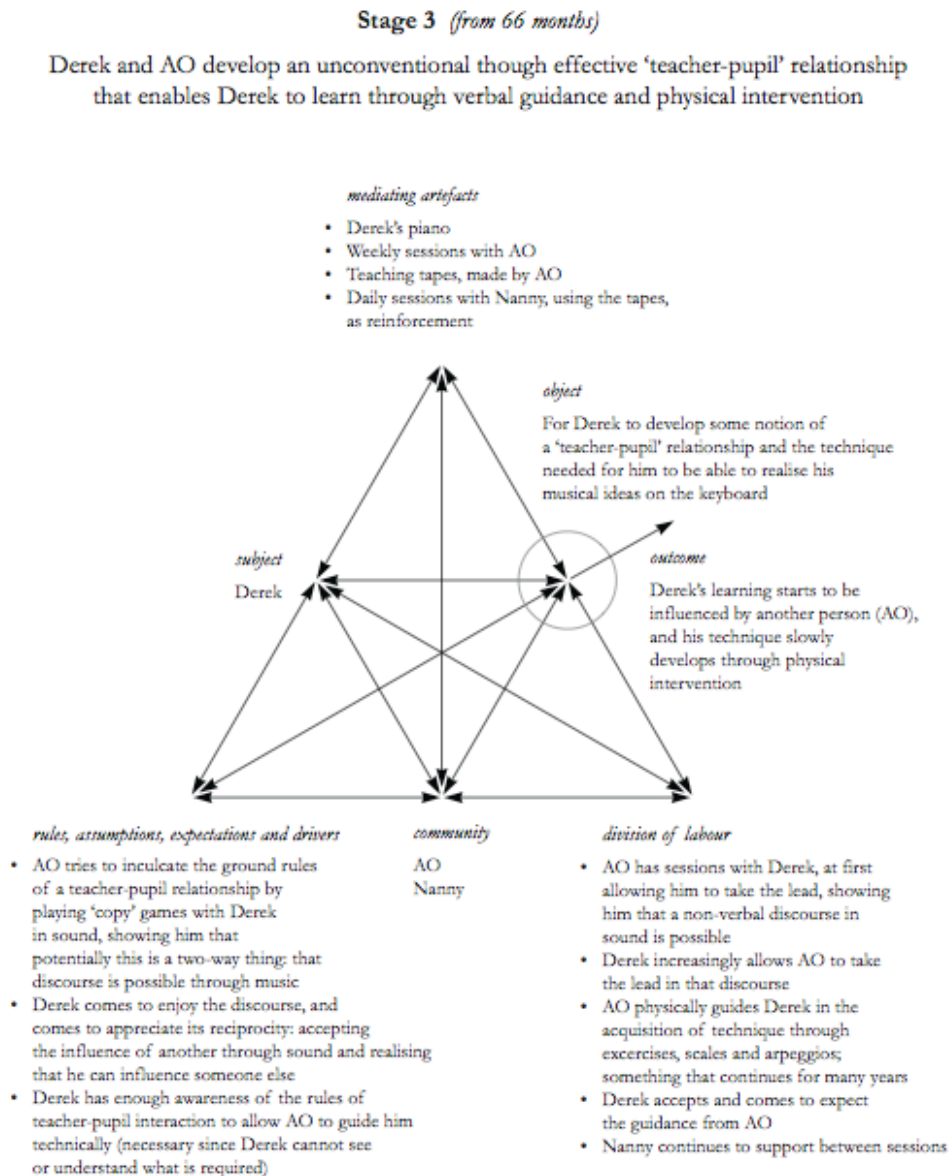 Stage 3 (from 66 months)
Derek and AO develop an unconventional though effective ‘teacher-pupil’ relationship
that enables Derek to learn through verbal guidance and physical intervention
mediating artefacts
• Derek’s piano
• Weekly sessions with AO
• Teaching tapes, made by AO
• Daily sessions with Nanny, using the tapes,
as reinforcement
object
For Derek to develop some notion of
a ‘teacher-pupil’ relationship and the technique
needed for him to be able to realise his
musical ideas on the keyboard
subject
Derek
outcome
Derek’s learning starts to be
influenced by another person (AO),
and his technique slowly
develops through physical
intervention
rules, assumptions, expectations and drivers
• AO tries to inculcate the ground rules
of a teacher-pupil relationship by
playing ‘copy’ games with Derek
in sound, showing him that
potentially this is a two-way thing: that
discourse is possible through music
• Derek comes to enjoy the discourse, and
comes to appreciate its reciprocity: accepting
the influence of another through sound and realising
that he can influence someone else
• Derek has enough awareness of the rules of
teacher-pupil interaction to allow AO to guide him
technically (necessary since Derek cannot see
or understand what is required)
community
AO
Nanny
division of labour
• AO has sessions with Derek, at first
allowing him to take the lead, showing
him that a non-verbal discourse in
sound is possible
• Derek increasingly allows AO to take
the lead in that discourse
• AO physically guides Derek in the
acquisition of technique through
excercises, scales and arpeggios;
something that continues for many years
• Derek accepts and comes to expect
the guidance from AO
• Nanny continues to support between sessions